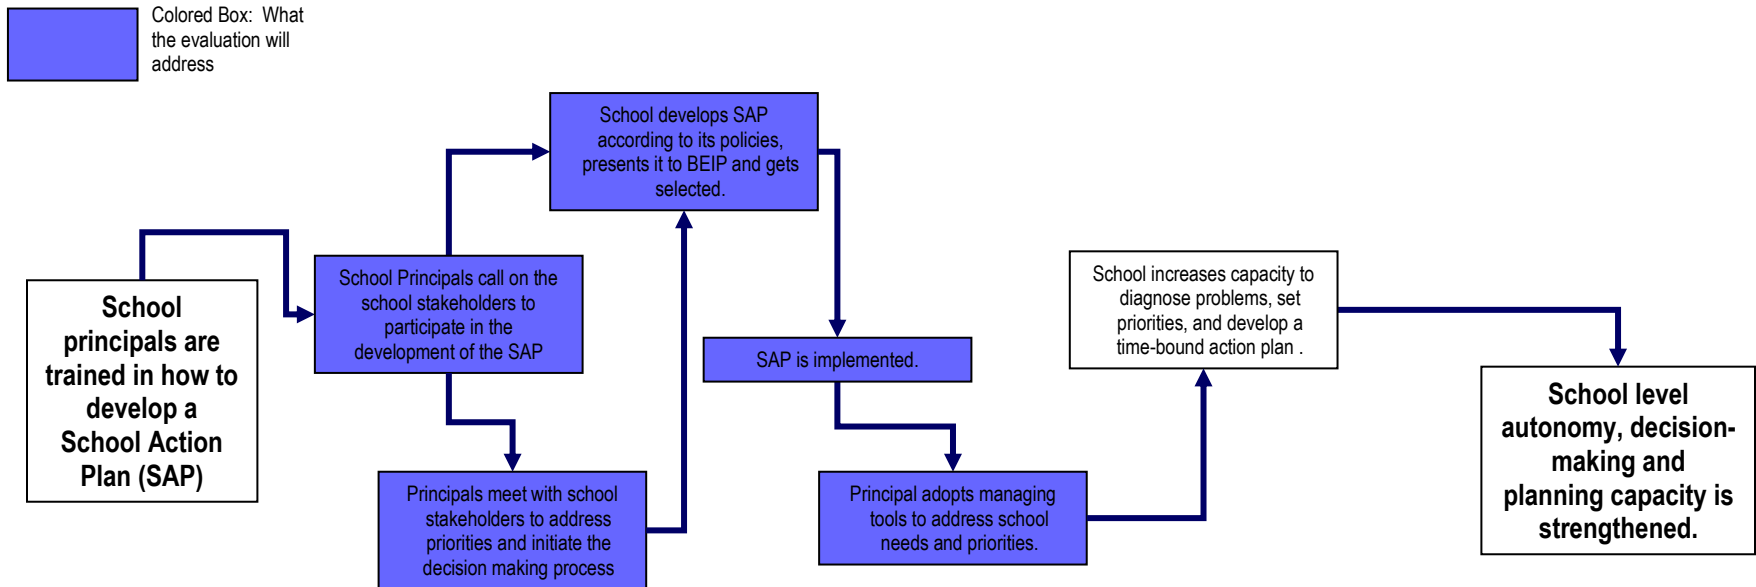 Colored Box:  What
the evaluation will
address
School develops SAP
according to its policies,
presents it to BEIP and gets
selected.
School
principals are
trained in how to
develop a
School Action
Plan (SAP)
School Principals call on the
school stakeholders to
participate in the
development of the SAP
Principals meet with school
stakeholders to address
priorities and initiate the
decision making process
SAP is implemented.
Principal adopts managing
tools to address school
needs and priorities.
School increases capacity to
diagnose problems, set
priorities, and develop a
time-bound action plan .
School level
autonomy, decision-
making and
planning capacity is
strengthened.